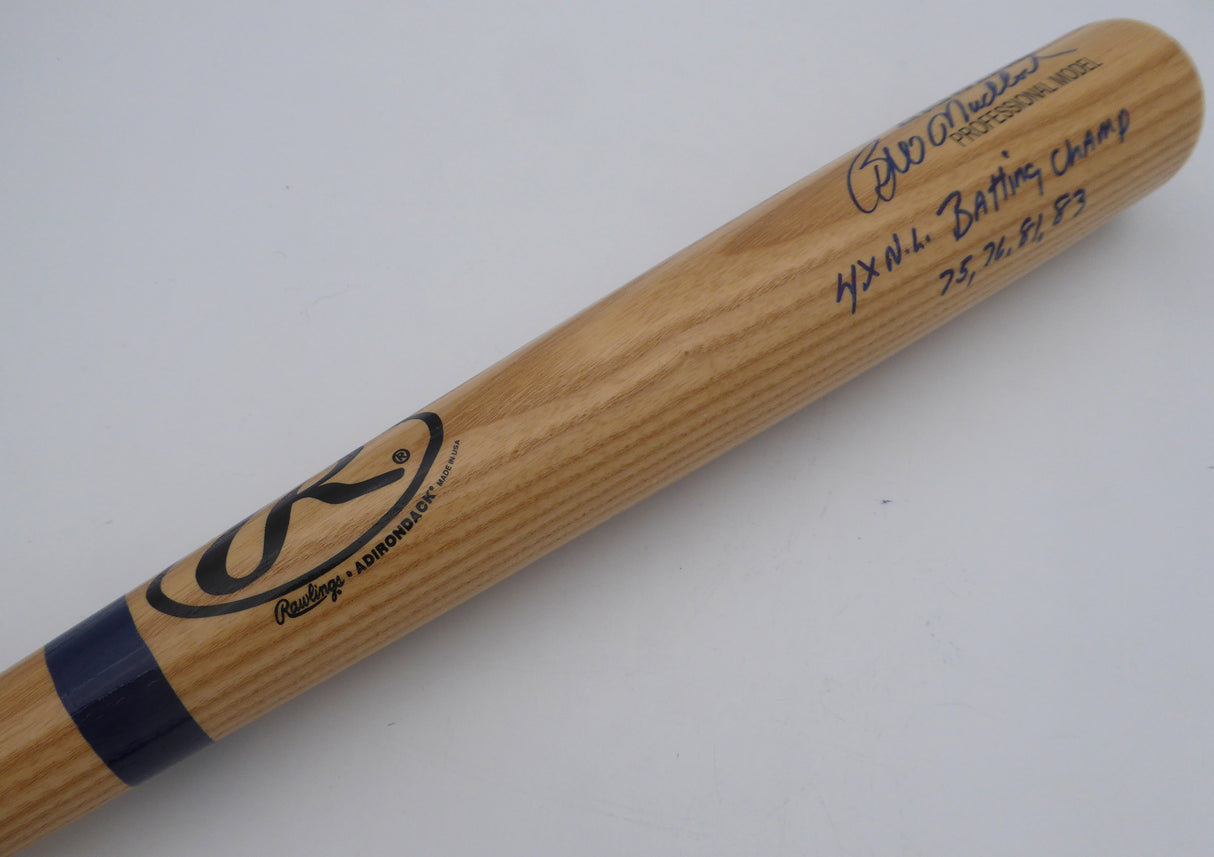 Bill Madlock
PROFESSIONAL MODEL
4X N.L. BAtting CHAMP
75, 76, 81, 83
R®
MADE IN USA
Rawlings • ADIRONDACK®